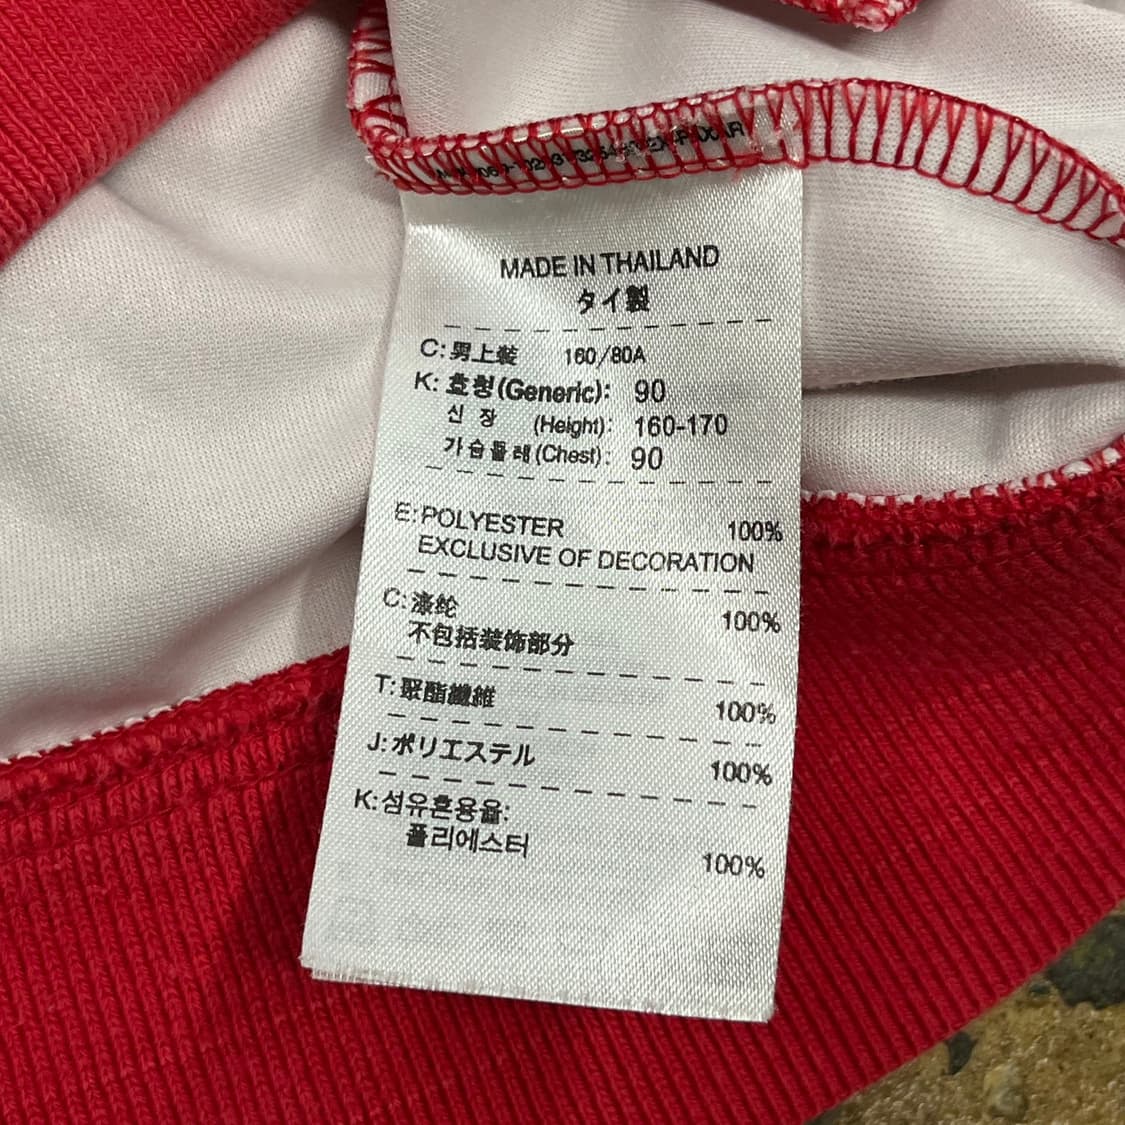 MADE IN THAILAND
タイ製
C:男上装 160/80A
K: 호칭(Generic): 90
신 장 (Height): 160-170
가슴둘레(Chest): 90
E:POLYESTER 100%
EXCLUSIVE OF DECORATION
C:涤纶 100%
不包括装饰部分
T:聚酯纖維 100%
J:ポリエステル 100%
K:섬유혼용율:
폴리에스터 100%